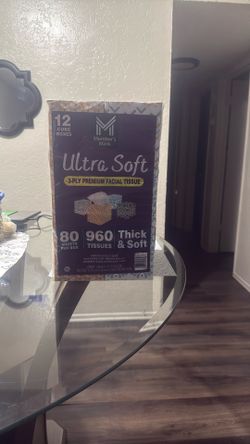 12
CUBE
BOXES
M
Member's
Mark
Ultra Soft
3-PLY PREMIUM FACIAL TISSUE
80
960
TISSUES
Thick
& Soft